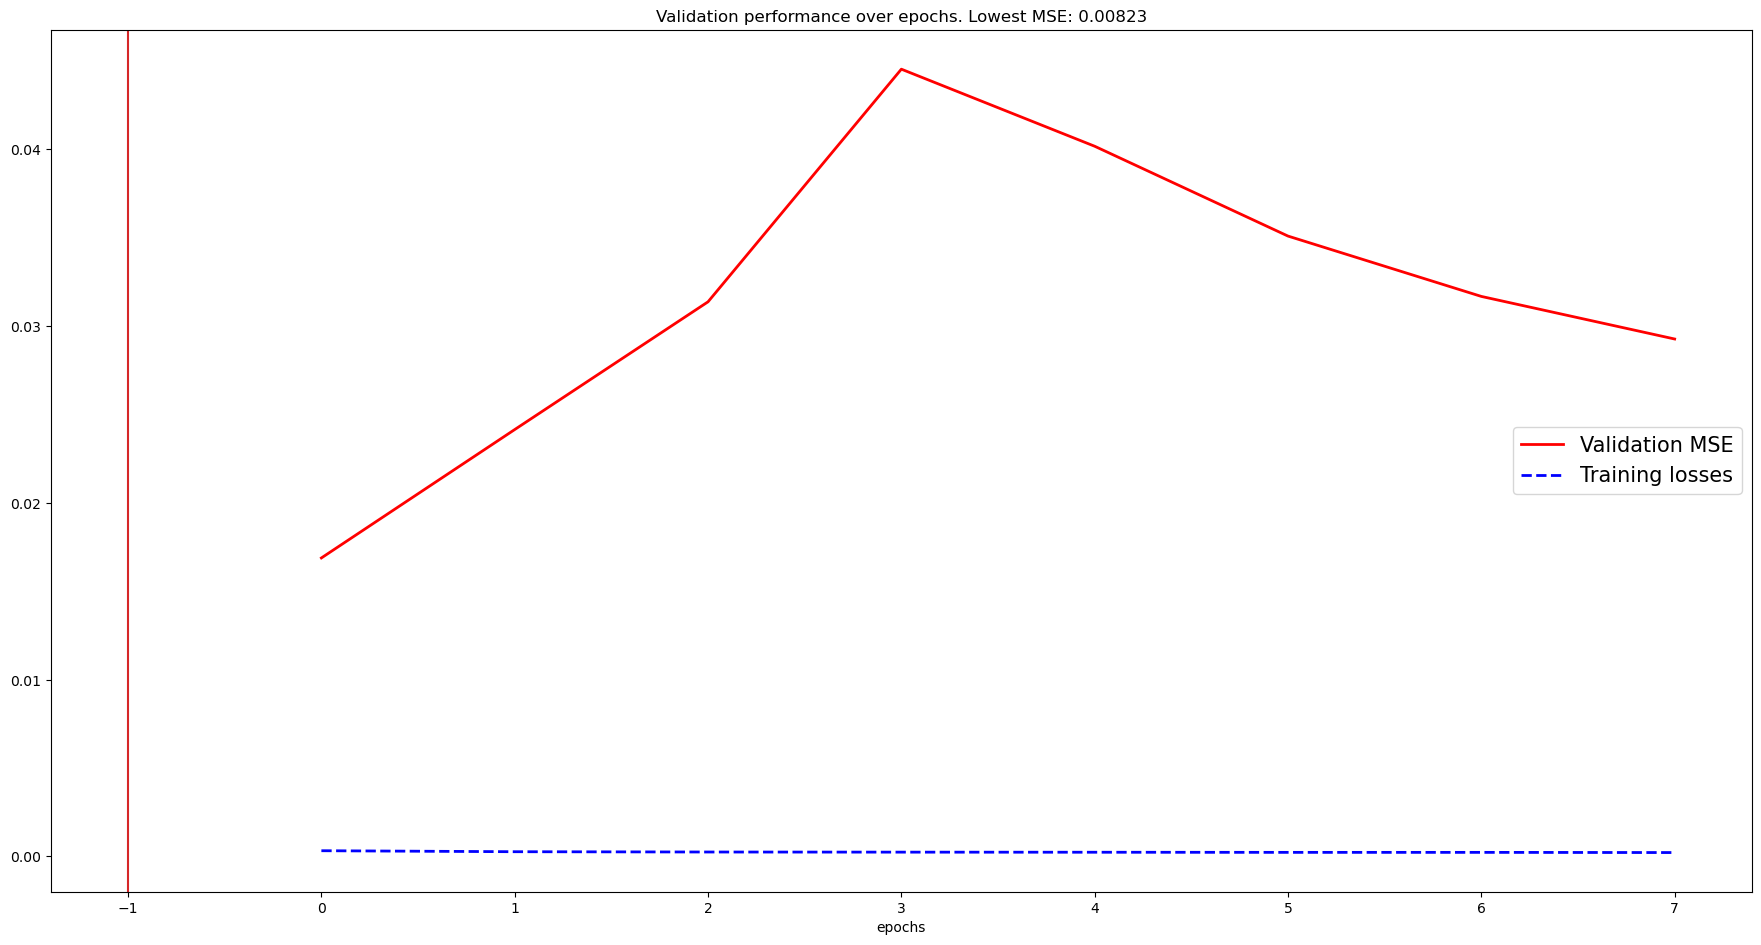 Validation performance over epochs. Lowest MSE: 0.00823
0.04
0.03
0.02
0.01
0.00
Validation MSE
Training losses
−1 0 1 2 3 4 5 6 7
epochs